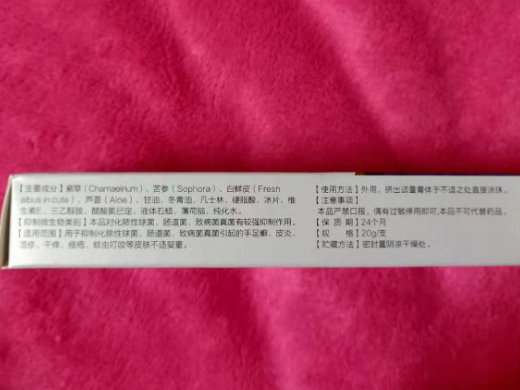 【主要成分】紫草（Chamaelnum）、苦参（Sophora）、白鲜皮（Fresh
albus in cute）、芦荟（Aloe）、甘油、冬青油、凡士林、硬脂酸、冰片、维
生素E、三乙醇胺、醋酸氯己定、液体石蜡、薄荷脑、纯化水。
【抑制微生物类别】本品对化脓性球菌、肠道菌、致病菌真菌有较强抑制作用。
【适用范围】用于抑制化脓性球菌、肠道菌、致病菌真菌引起的手足癣、皮炎、
湿疹、干痒、痤疮、蚊虫叮咬等皮肤不适婴童。
【使用方法】外用，挤出适量膏体于不适之处直接涂抹。
【注意事项】
本品严禁口服，偶有过敏停用即可，本品不可代替药品。
【保 质 期】24个月
【规 格】20g/支
【贮藏方法】密封置阴凉干燥处。